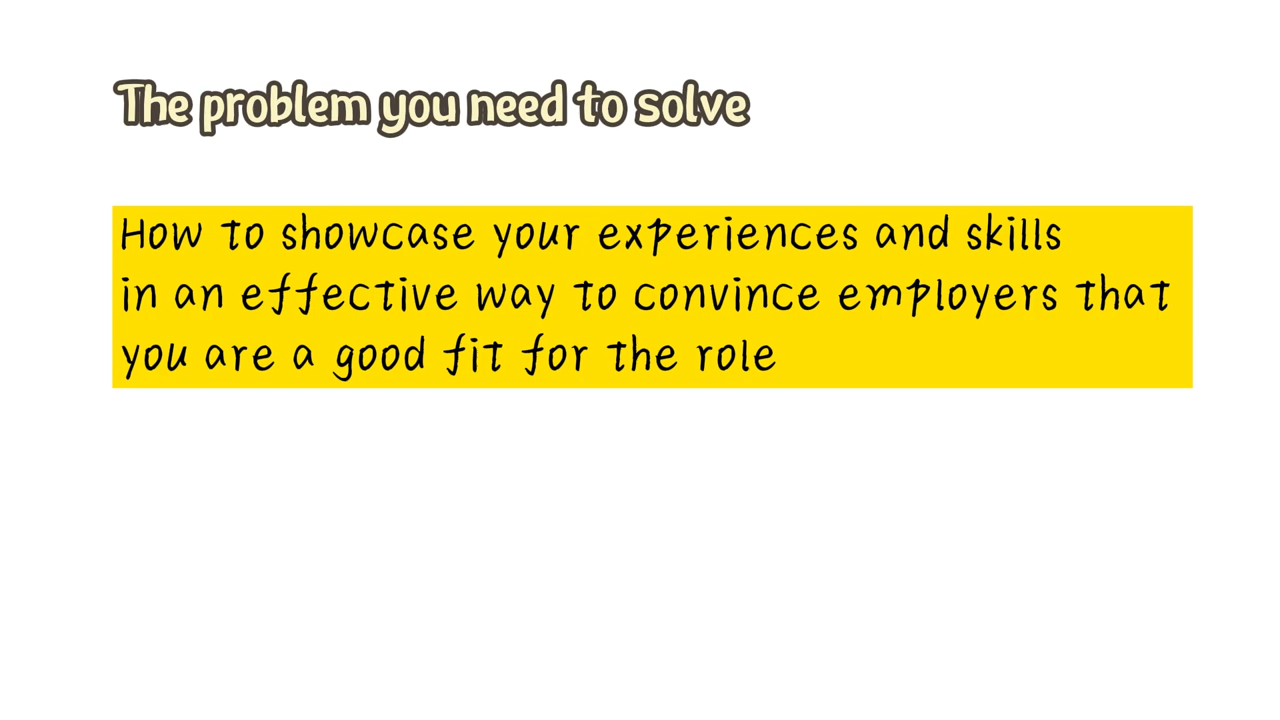 The problem you need to solve
How to showcase your experiences and skills
in an effective way to convince employers that
you are a good fit for the role